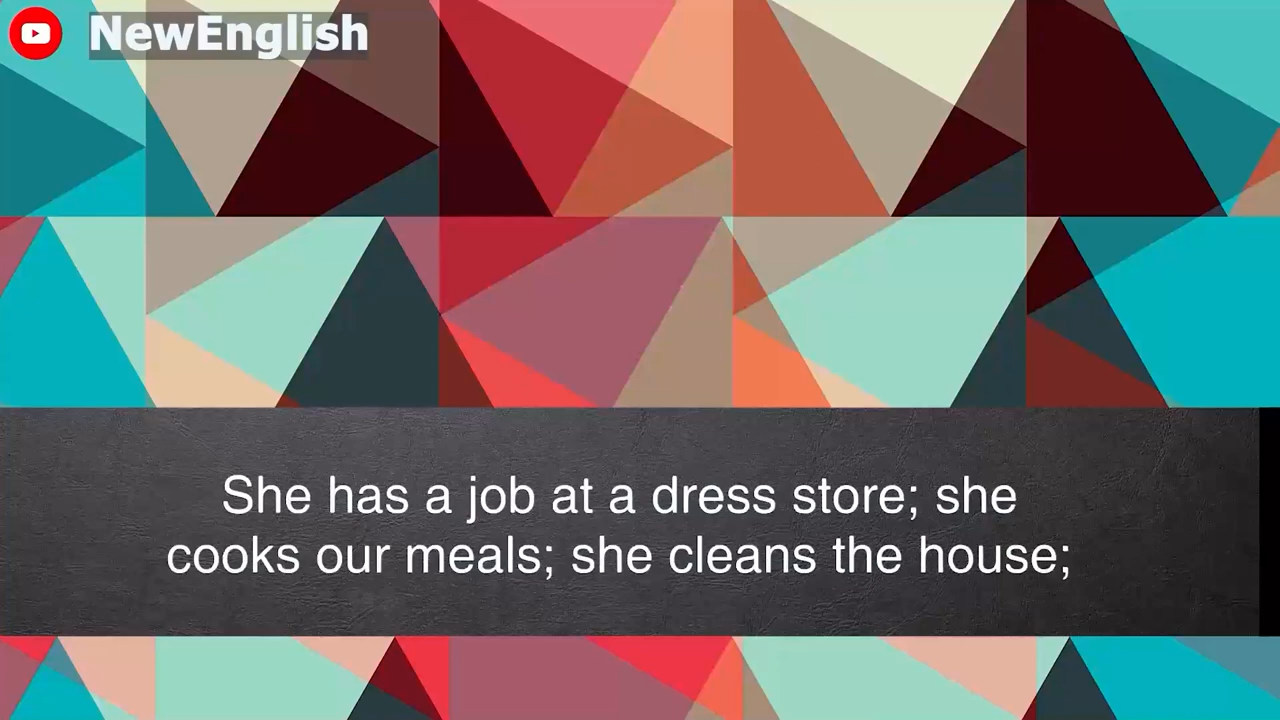 NewEnglish
She has a job at a dress store; she
cooks our meals; she cleans the house;